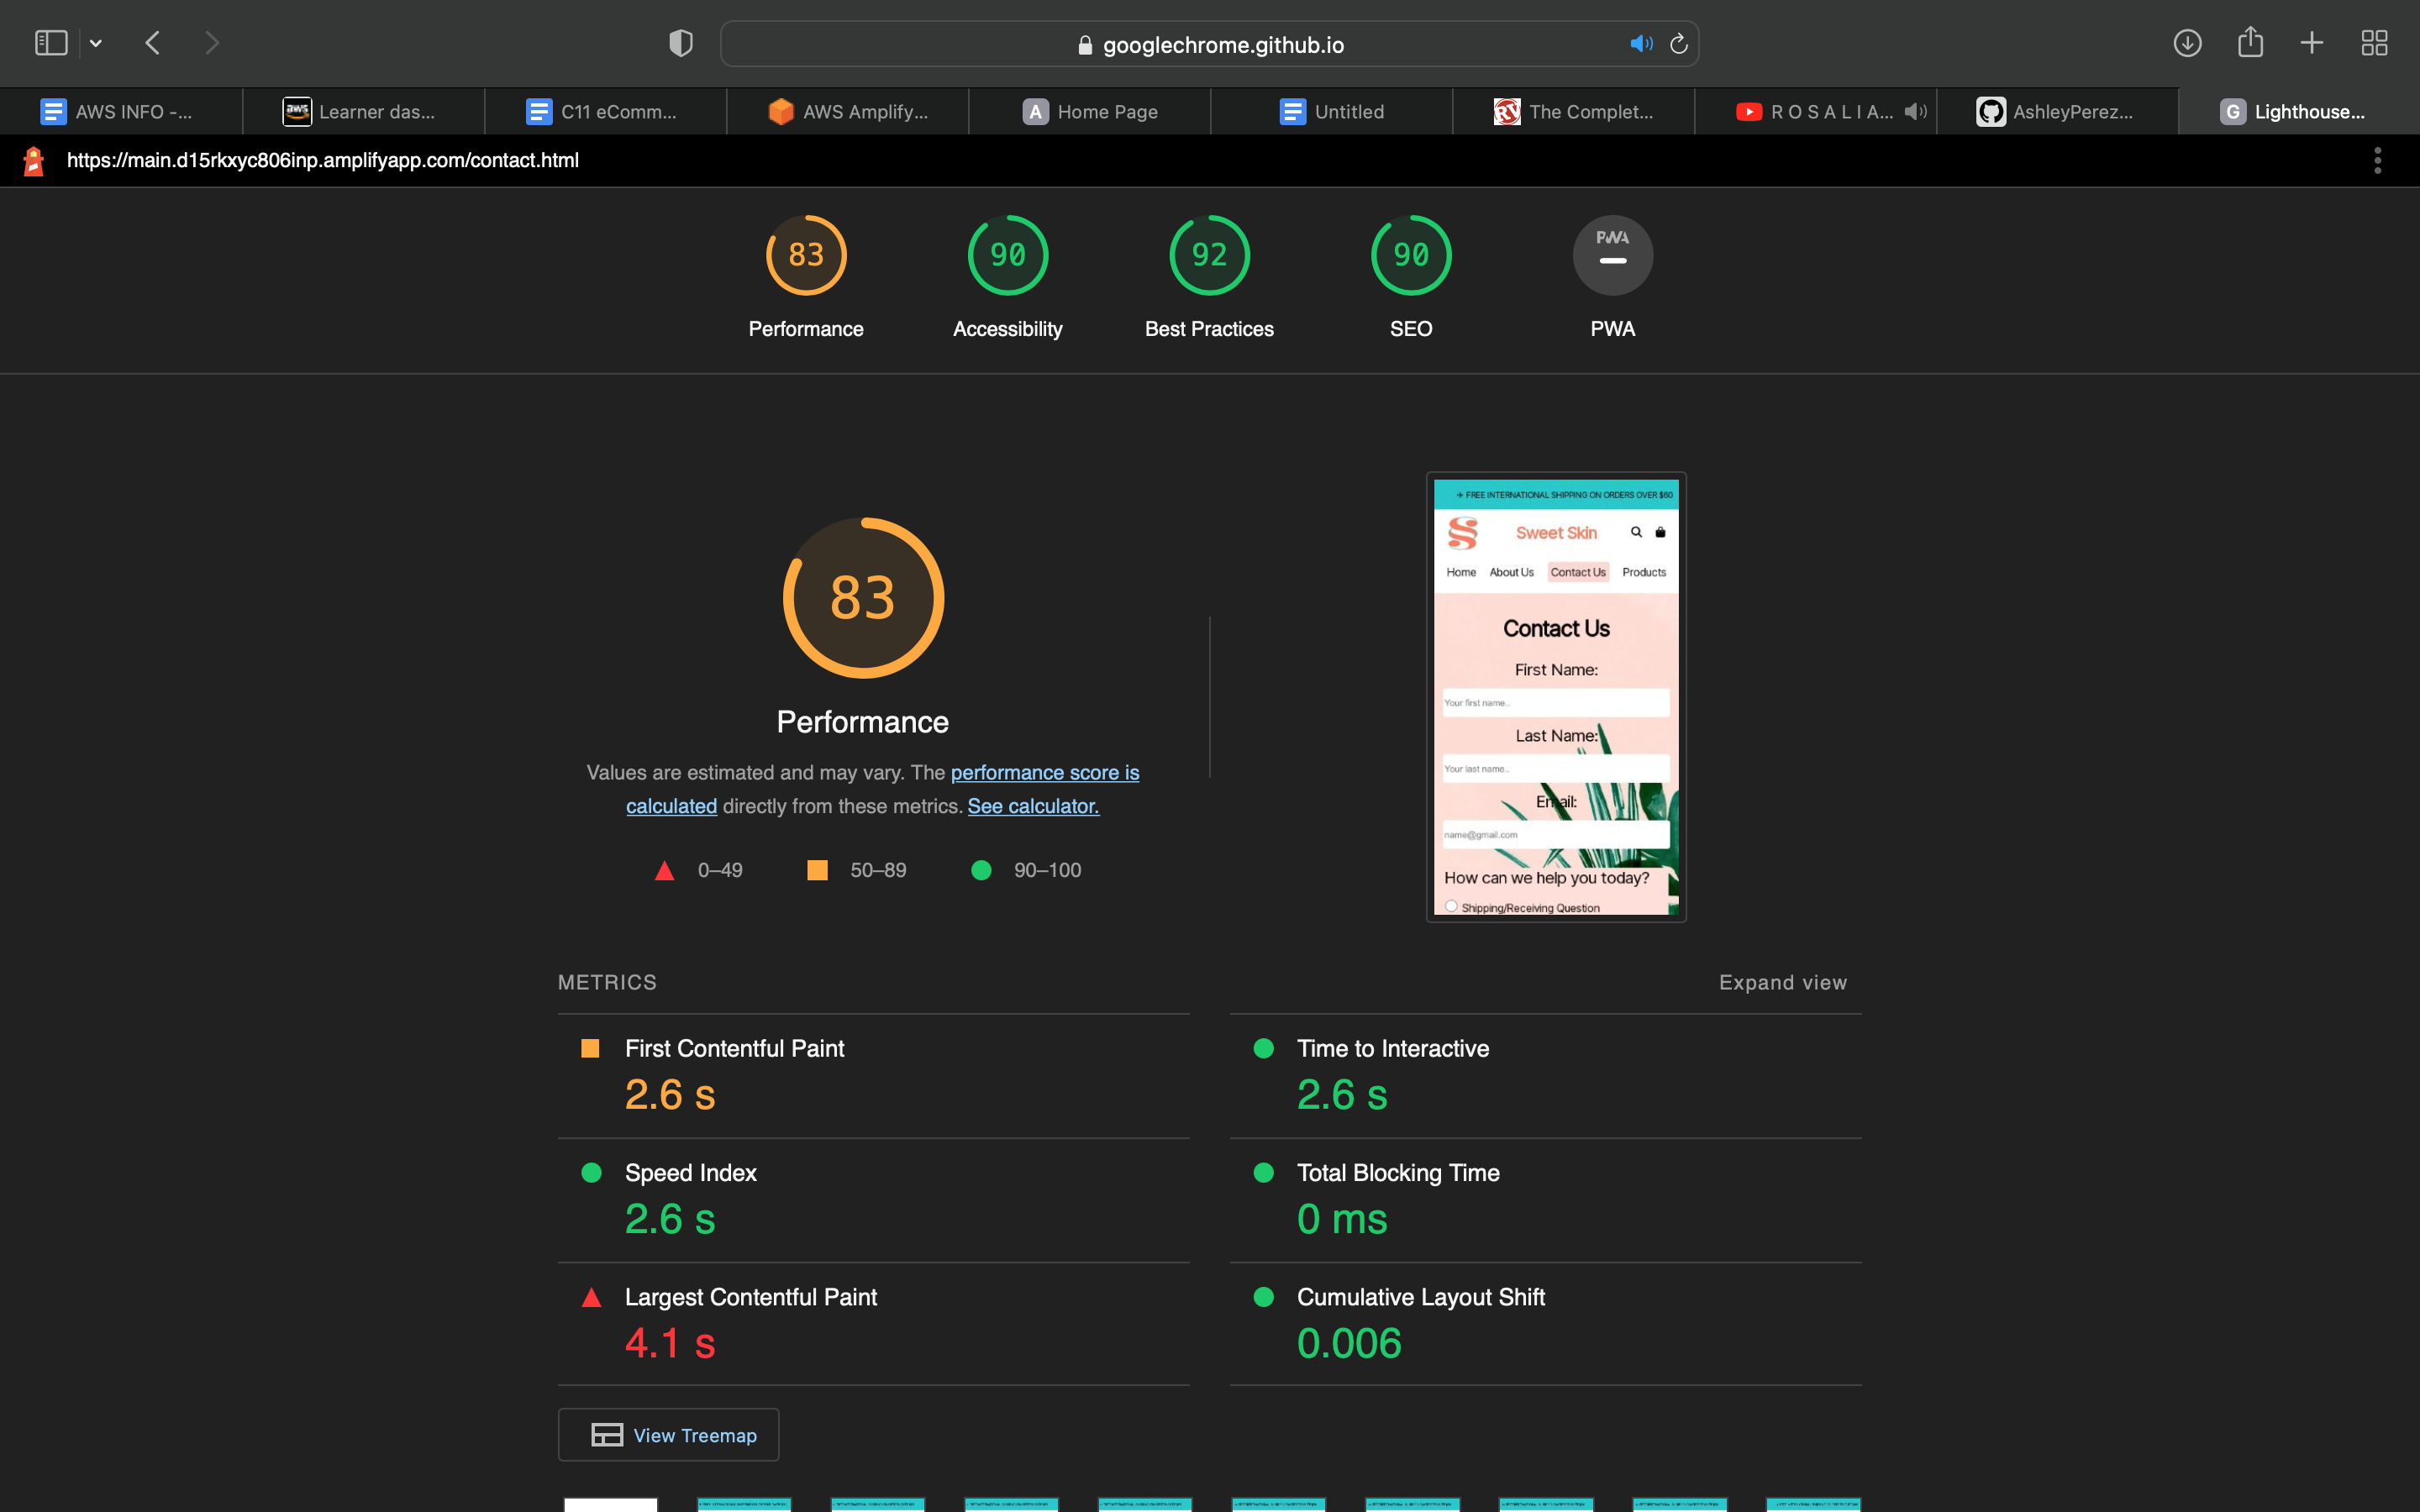 googlechrome.github.io
AWS INFO -...
aws
Learner das...
C11 eComm...
AWS Amplify...
A
Home Page
Untitled
RV
The Complet...
R O S A L I A...
AshleyPerez...
G
Lighthouse...
https://main.d15rkxyc806inp.amplifyapp.com/contact.html
83
90
92
90
PWA
Performance
Accessibility
Best Practices
SEO
PWA
83
Performance
Values are estimated and may vary. The performance score is
calculated directly from these metrics. See calculator.
0–49
50–89
90–100
✈ FREE INTERNATIONAL SHIPPING ON ORDERS OVER $60
Sweet Skin
Home
About Us
Contact Us
Products
Contact Us
First Name:
Your first name..
Last Name:
Your last name..
Email:
name@gmail.com
How can we help you today?
Shipping/Receiving Question
METRICS
Expand view
First Contentful Paint
2.6 s
Time to Interactive
2.6 s
Speed Index
2.6 s
Total Blocking Time
0 ms
Largest Contentful Paint
4.1 s
Cumulative Layout Shift
0.006
View Treemap